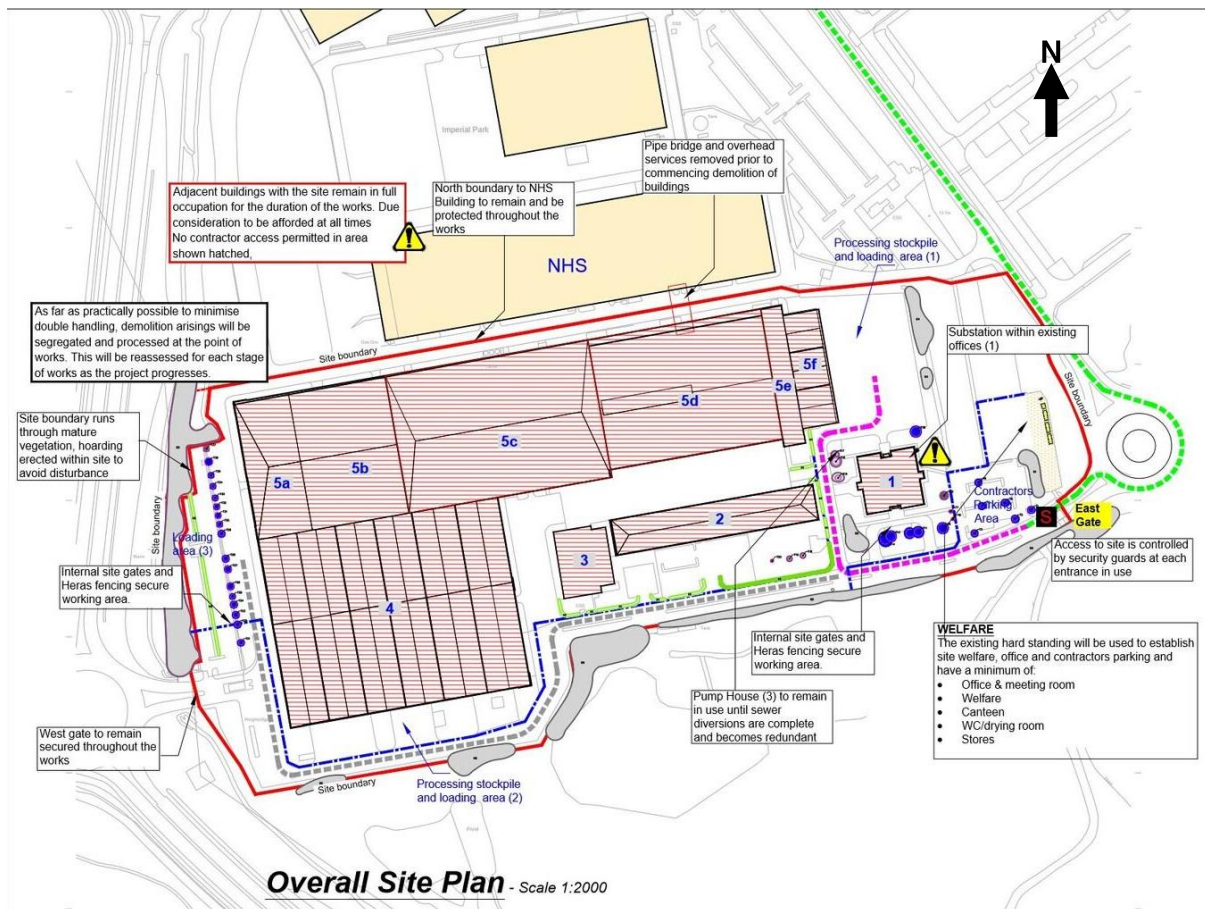 N
Imperial Park
Pipe bridge and overhead
services removed prior to
commencing demolition of
buildings
Adjacent buildings with the site remain in full
occupation for the duration of the works. Due
consideration to be afforded at all times
No contractor access permitted in area
shown hatched,
North boundary to NHS
Building to remain and be
protected throughout the
works
NHS
Processing stockpile
and loading area (1)
As far as practically possible to minimise
double handling, demolition arisings will be
segregated and processed at the point of
works. This will be reassessed for each stage
of works as the project progresses.
Substation within existing
offices (1)
Site boundary
Site boundary
5f
5e
5d
5c
5b
5a
Site boundary runs
through mature
vegetation, hoarding
erected within site to
avoid disturbance
Site boundary
1
Contractors
Parking
Area
S
East
Gate
2
3
4
Loading
area (3)
Access to site is controlled
by security guards at each
entrance in use
Internal site gates and
Heras fencing secure
working area.
Internal site gates and
Heras fencing secure
working area.
WELFARE
The existing hard standing will be used to establish
site welfare, office and contractors parking and
have a minimum of:
• Office & meeting room
• Welfare
• Canteen
• WC/drying room
• Stores
Pump House (3) to remain
in use until sewer
diversions are complete
and becomes redundant
West gate to remain
secured throughout the
works
Processing stockpile
and loading area (2)
Site boundary
Pond
Overall Site Plan - Scale 1:2000